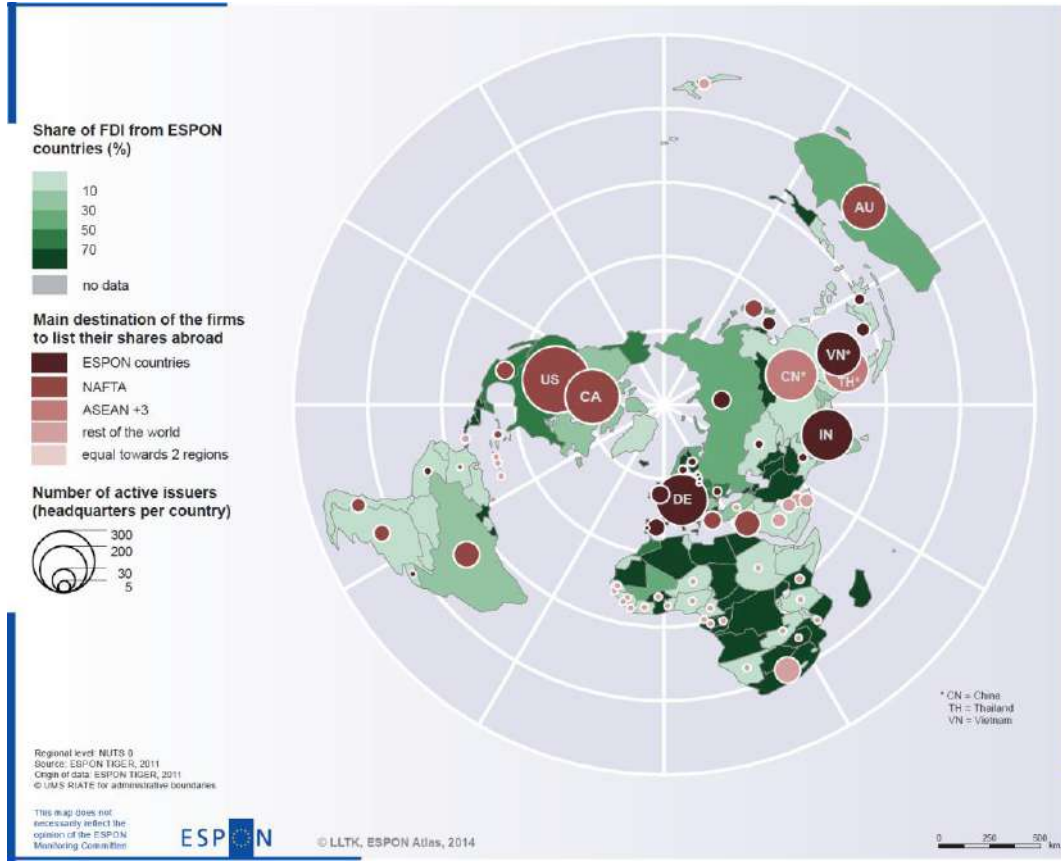 Share of FDI from ESPON
countries (%)
10
30
50
70
no data
Main destination of the firms
to list their shares abroad
ESPON countries
NAFTA
ASEAN +3
rest of the world
equal towards 2 regions
Number of active issuers
(headquarters per country)
300
200
30
5
AU
VN*
CN*
TH*
US
CA
IN
DE
* CN = China
TH = Thailand
VN = Vietnam
Regional level: NUTS 0
Source: ESPON TIGER, 2011
Origin of data: ESPON TIGER, 2011
© UMS RIATE for administrative boundaries
This map does not
necessarily reflect the
opinion of the ESPON
Monitoring Committee
ESPON
© LLTK, ESPON Atlas, 2014
0 250 500
km